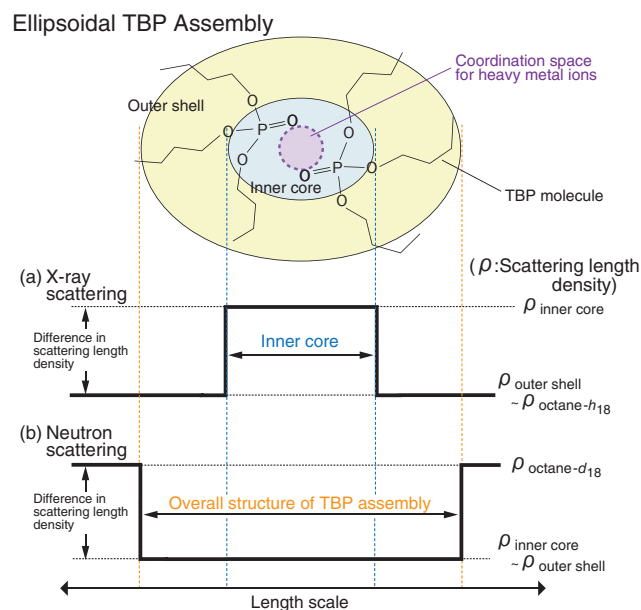 Ellipsoidal TBP Assembly
Coordination space
for heavy metal ions
Outer shell
O
O
P
O
O
O
O
P
O
O
Inner core
TBP molecule
(a) X-ray
scattering
(ρ:Scattering length
density)
ρ inner core
Difference in
scattering length
density
Inner core
ρ outer shell
~ρ octane-h18
(b) Neutron
scattering
ρ octane-d18
Difference in
scattering length
density
Overall structure of TBP assembly
ρ inner core
~ρ outer shell
Length scale